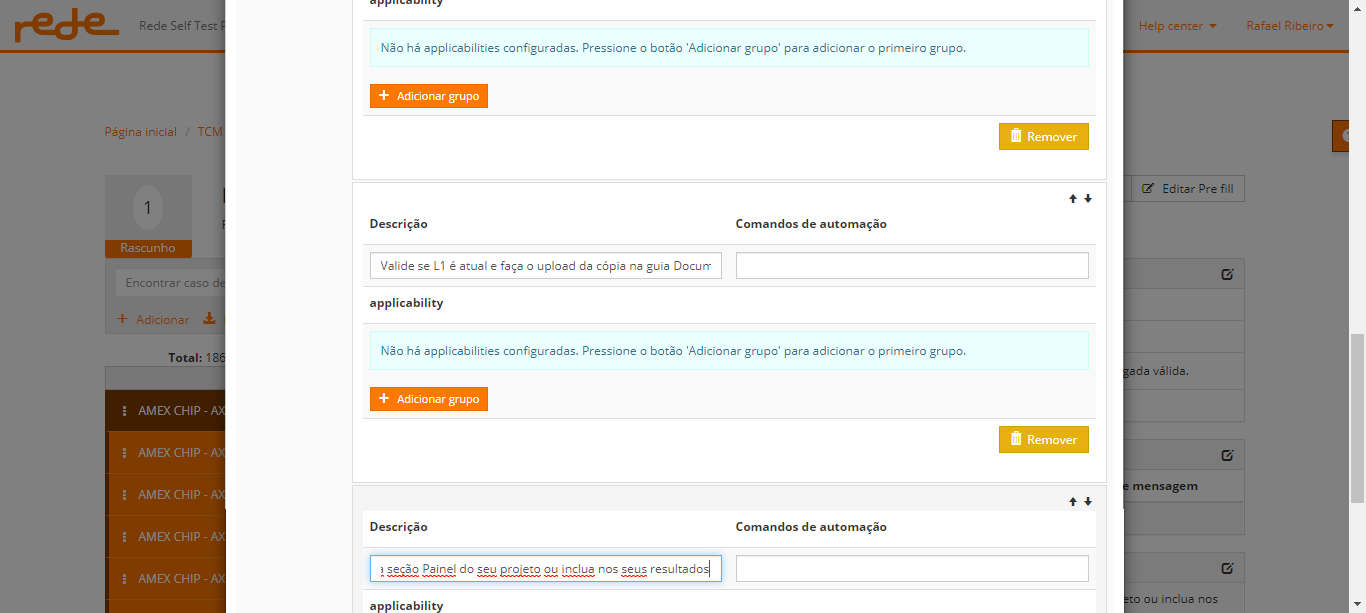 applicability
rede
Rede Self Test
Help center
Rafael Ribeiro
Não há applicabilities configuradas. Pressione o botão 'Adicionar grupo' para adicionar o primeiro grupo.
+ Adicionar grupo
Página inicial / TCM
Remover
1
Editar Pre fill
Descrição
Comandos de automação
Rascunho
Valide se L1 é atual e faça o upload da cópia na guia Docum
Encontrar caso de
applicability
+ Adicionar
Não há applicabilities configuradas. Pressione o botão 'Adicionar grupo' para adicionar o primeiro grupo.
Total: 186
gada válida.
+ Adicionar grupo
AMEX CHIP - AX
Remover
AMEX CHIP - AX
e mensagem
AMEX CHIP - AX
Descrição
Comandos de automação
AMEX CHIP - AX
a seção Painel do seu projeto ou inclua nos seus resultados
AMEX CHIP - AX
eto ou inclua nos
applicability